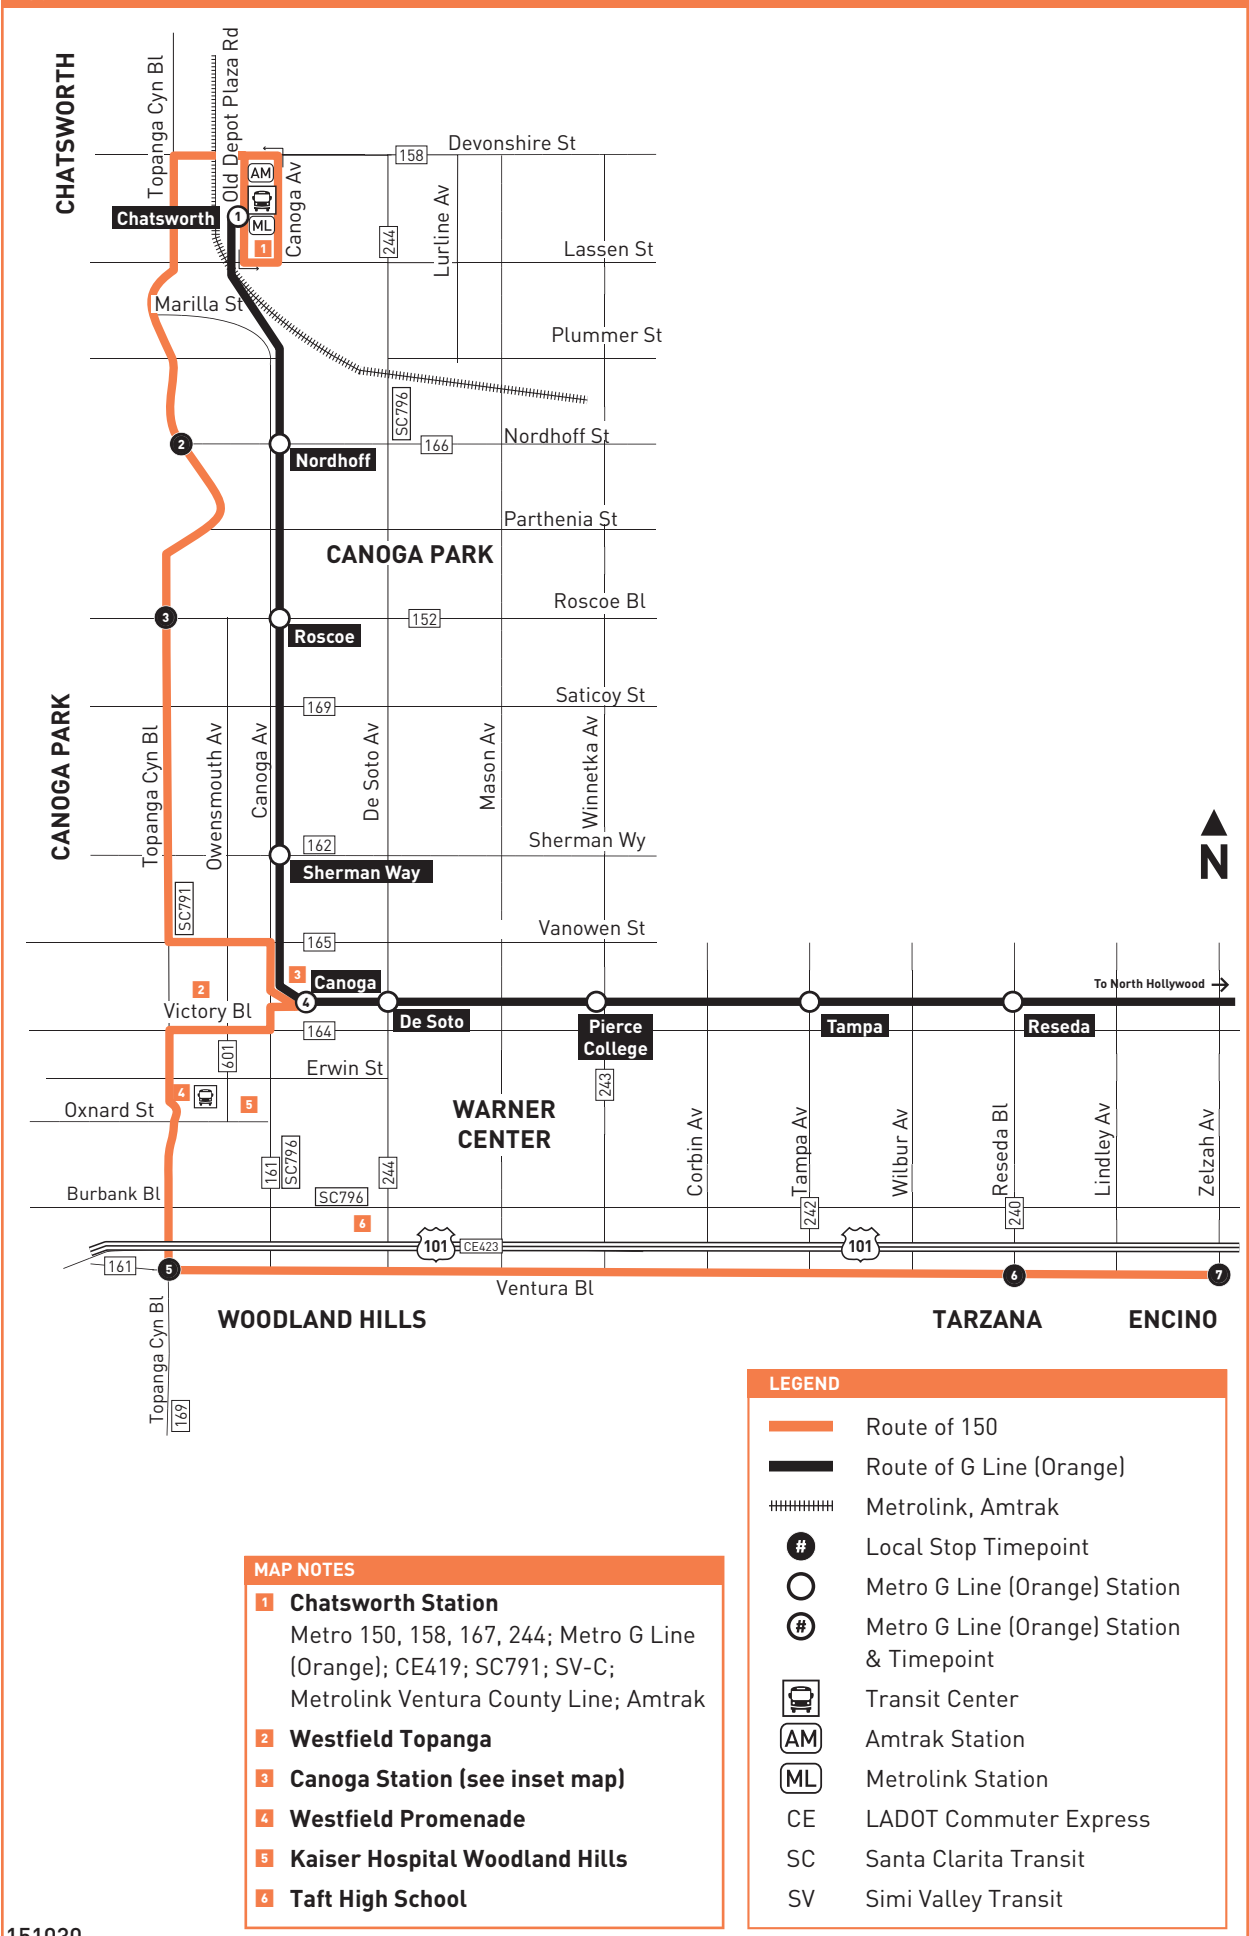 CHATSWORTH
Topanga Cyn Bl
Old Depot Plaza Rd
Canoga Av
Devonshire St
158
AM
Chatsworth
1
ML
1
244
Lurline Av
Lassen St
Marilla St
Plummer St
SC796
2
Nordhoff St
166
Nordhoff
Parthenia St
CANOGA PARK
Roscoe Bl
3
152
Roscoe
Saticoy St
169
CANOGA PARK
Topanga Cyn Bl
Owensmouth Av
Canoga Av
De Soto Av
Mason Av
Winnetka Av
162
Sherman Wy
Sherman Way
N
SC791
Vanowen St
165
3
Canoga
2
4
To North Hollywood
Victory Bl
164
De Soto
Pierce
College
Tampa
Reseda
601
Erwin St
243
4
5
Oxnard St
WARNER
CENTER
Corbin Av
Tampa Av
Wilbur Av
Reseda Bl
Lindley Av
Zelzah Av
161
SC796
244
Burbank Bl
SC796
6
242
240
101
CE423
101
161
5
6
7
Ventura Bl
WOODLAND HILLS
TARZANA
ENCINO
Topanga Cyn Bl
169
LEGEND
Route of 150
Route of G Line (Orange)
Metrolink, Amtrak
# Local Stop Timepoint
Metro G Line (Orange) Station
# Metro G Line (Orange) Station
& Timepoint
Transit Center
AM Amtrak Station
ML Metrolink Station
CE LADOT Commuter Express
SC Santa Clarita Transit
SV Simi Valley Transit
MAP NOTES
1 Chatsworth Station
Metro 150, 158, 167, 244; Metro G Line
(Orange); CE419; SC791; SV-C;
Metrolink Ventura County Line; Amtrak
2 Westfield Topanga
3 Canoga Station (see inset map)
4 Westfield Promenade
5 Kaiser Hospital Woodland Hills
6 Taft High School